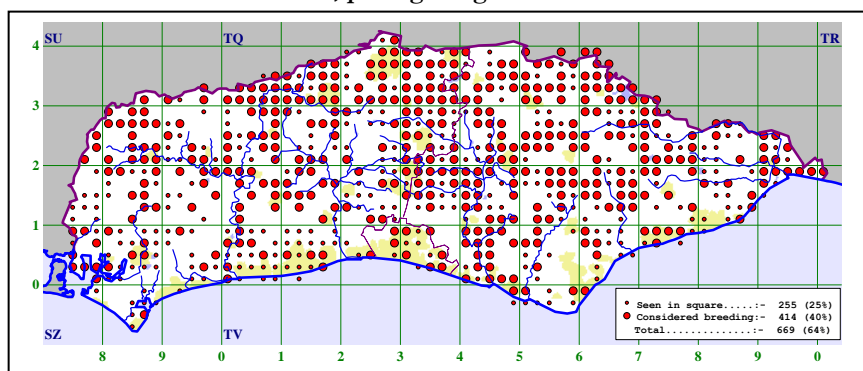 4 SU TQ TR
3
2
1
0
SZ TV
8 9 0 1 2 3 4 5 6 7 8 9 0
Seen in square.....:- 255 (25%)
Considered breeding:- 414 (40%)
Total..............:- 669 (64%)